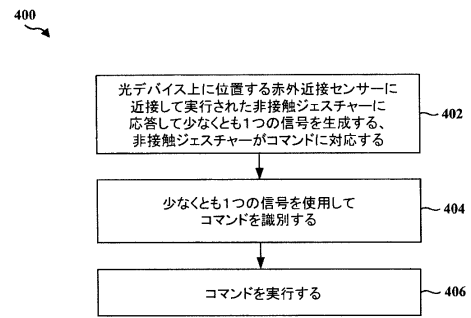 400
光デバイス上に位置する赤外近接センサーに
近接して実行された非接触ジェスチャーに
応答して少なくとも1つの信号を生成する、
非接触ジェスチャーがコマンドに対応する
402
少なくとも1つの信号を使用して
コマンドを識別する
404
コマンドを実行する
406